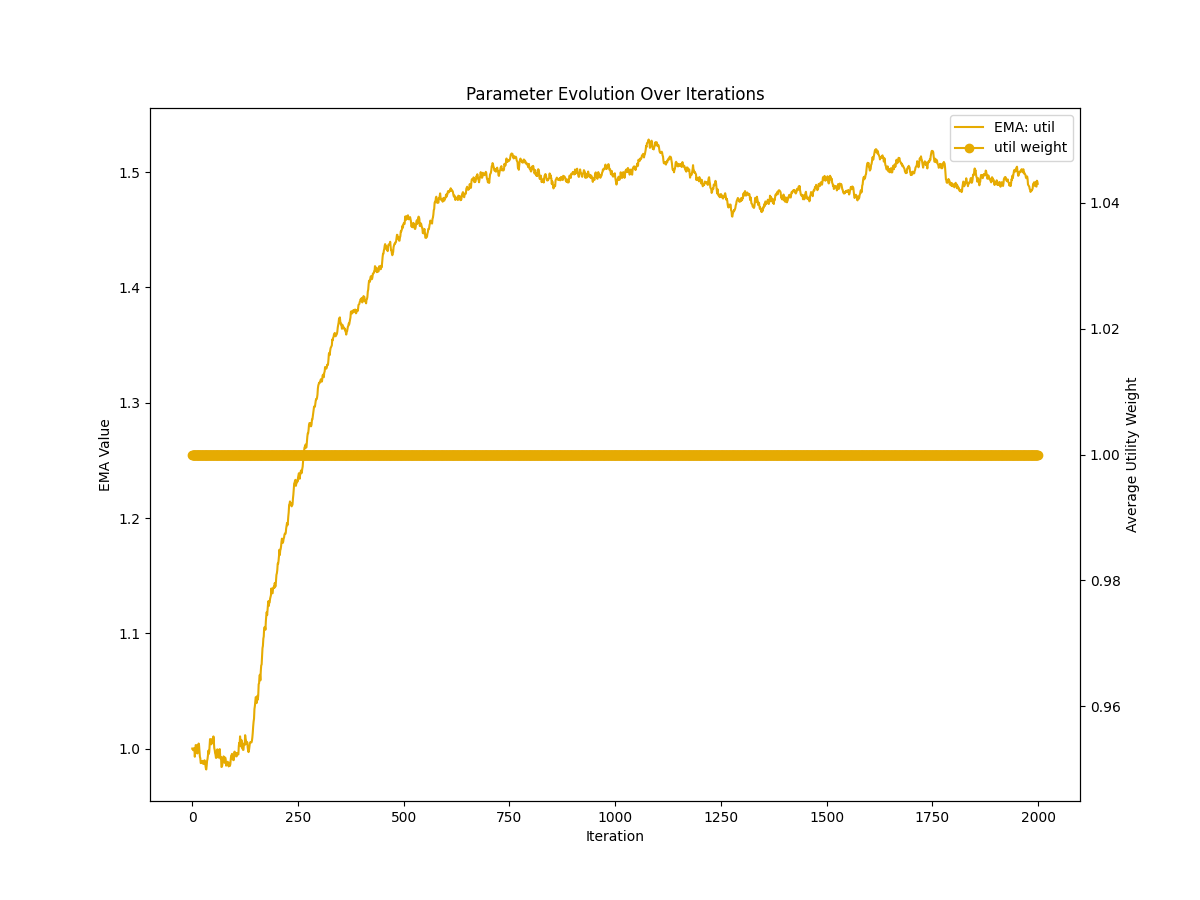 Parameter Evolution Over Iterations
EMA: util
util weight
EMA Value
1.5
1.4
1.3
1.2
1.1
1.0
1.04
1.02
1.00
0.98
0.96
Average Utility Weight
0 250 500 750 1000 1250 1500 1750 2000
Iteration